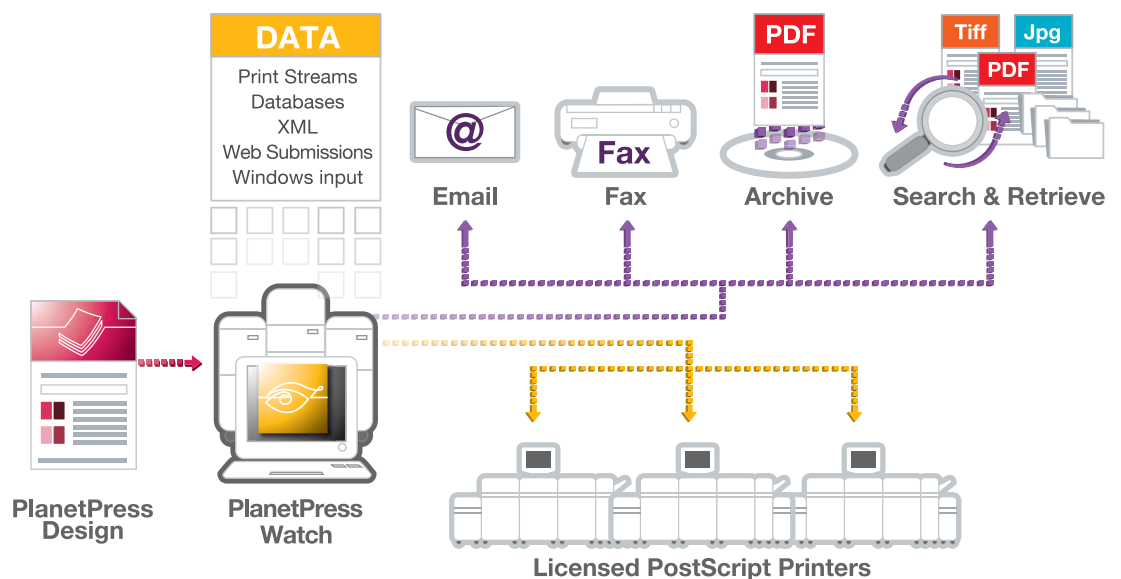 DATA
Print Streams
Databases
XML
Web Submissions
Windows input
@
Email
Fax
Fax
PDF
Archive
Tiff
Jpg
PDF
Search & Retrieve
PlanetPress
Design
PlanetPress
Watch
Licensed PostScript Printers